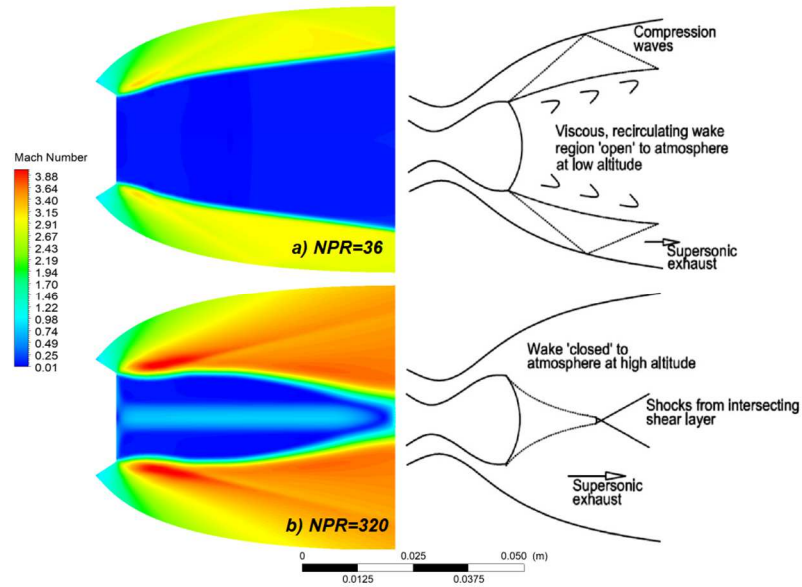 Mach Number
3.88
3.64
3.40
3.15
2.91
2.67
2.43
2.19
1.94
1.70
1.46
1.22
0.98
0.74
0.49
0.25
0.01
a) NPR=36
Compression
waves
Viscous, recirculating wake
region 'open' to atmosphere
at low altitude
Supersonic
exhaust
b) NPR=320
Wake 'closed' to
atmosphere at high altitude
Shocks from intersecting
shear layer
Supersonic
exhaust
0 0.025 0.050 (m)
0.0125 0.0375